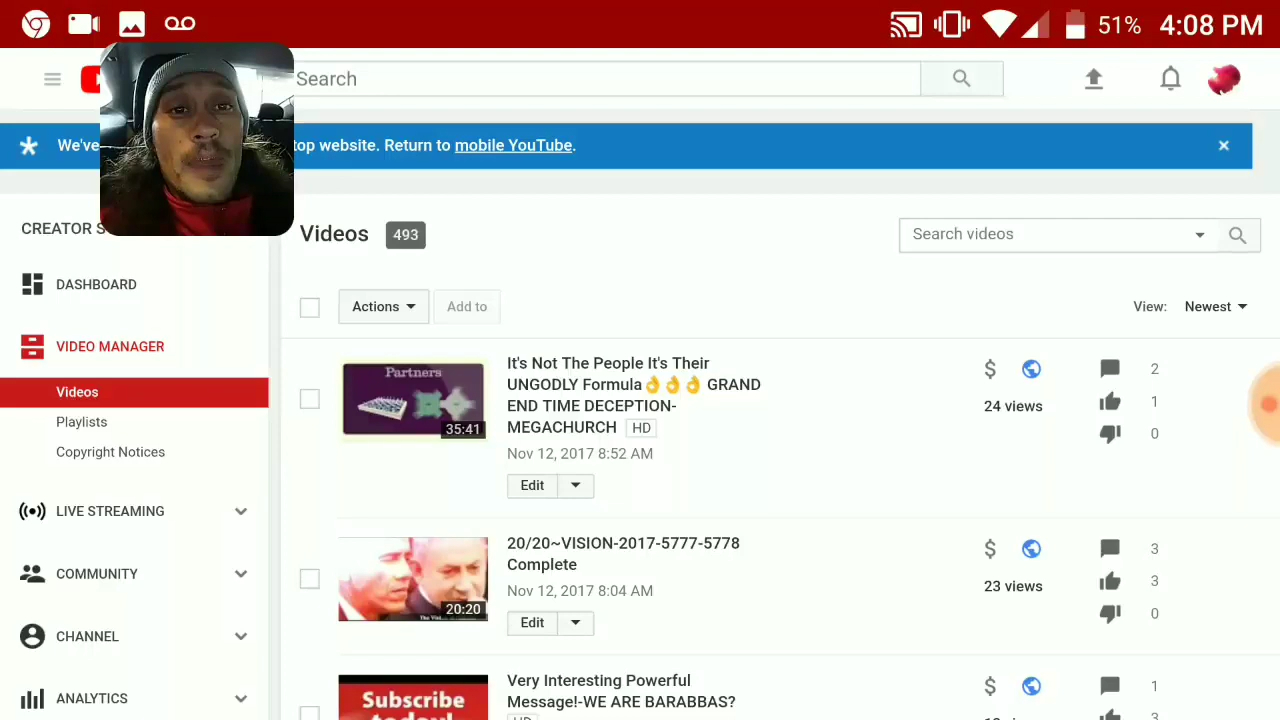 51% 4:08 PM
Search
We've
top website. Return to mobile YouTube.
CREATOR S
Videos 493
Search videos
DASHBOARD
Actions Add to
View: Newest
VIDEO MANAGER
Videos
Playlists
Copyright Notices
LIVE STREAMING
COMMUNITY
CHANNEL
ANALYTICS
Partners
35:41
It's Not The People It's Their
UNGODLY Formula👌👌👌 GRAND
END TIME DECEPTION-
MEGACHURCH HD
Nov 12, 2017 8:52 AM
Edit
$
24 views
2
1
0
20:20
20/20~VISION-2017-5777-5778
Complete
Nov 12, 2017 8:04 AM
Edit
$
23 views
3
3
0
Subscribe
today!
Very Interesting Powerful
Message!-WE ARE BARABBAS?
HD
$
1